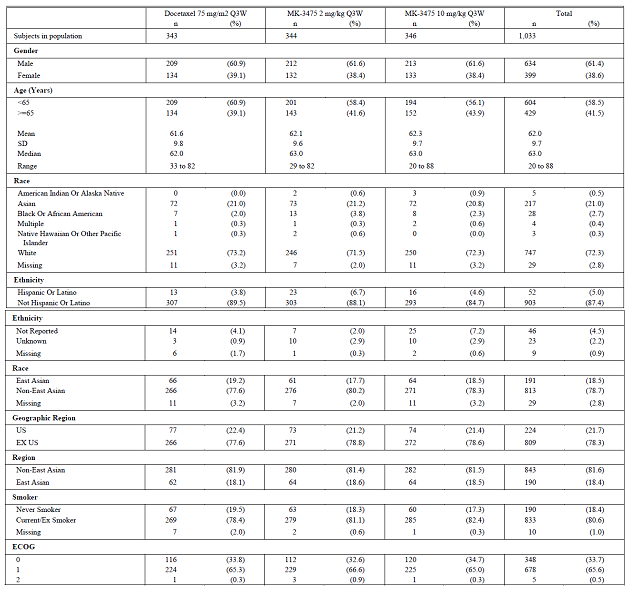 Docetaxel 75 mg/m2 Q3W MK-3475 2 mg/kg Q3W MK-3475 10 mg/kg Q3W Total
n (%) n (%) n (%) n (%)
Subjects in population 343 344 346 1,033
Gender
Male 209 (60.9) 212 (61.6) 213 (61.6) 634 (61.4)
Female 134 (39.1) 132 (38.4) 133 (38.4) 399 (38.6)
Age (Years)
<65 209 (60.9) 201 (58.4) 194 (56.1) 604 (58.5)
>=65 134 (39.1) 143 (41.6) 152 (43.9) 429 (41.5)
Mean 61.6 62.1 62.3 62.0
SD 9.8 9.6 9.7 9.7
Median 62.0 63.0 63.0 63.0
Range 33 to 82 29 to 82 20 to 88 20 to 88
Race
American Indian Or Alaska Native 0 (0.0) 2 (0.6) 3 (0.9) 5 (0.5)
Asian 72 (21.0) 73 (21.2) 72 (20.8) 217 (21.0)
Black Or African American 7 (2.0) 13 (3.8) 8 (2.3) 28 (2.7)
Multiple 1 (0.3) 1 (0.3) 2 (0.6) 4 (0.4)
Native Hawaiian Or Other Pacific 1 (0.3) 2 (0.6) 0 (0.0) 3 (0.3)
Islander
White 251 (73.2) 246 (71.5) 250 (72.3) 747 (72.3)
Missing 11 (3.2) 7 (2.0) 11 (3.2) 29 (2.8)
Ethnicity
Hispanic Or Latino 13 (3.8) 23 (6.7) 16 (4.6) 52 (5.0)
Not Hispanic Or Latino 307 (89.5) 303 (88.1) 293 (84.7) 903 (87.4)
Ethnicity
Not Reported 14 (4.1) 7 (2.0) 25 (7.2) 46 (4.5)
Unknown 3 (0.9) 10 (2.9) 10 (2.9) 23 (2.2)
Missing 6 (1.7) 1 (0.3) 2 (0.6) 9 (0.9)
Race
East Asian 66 (19.2) 61 (17.7) 64 (18.5) 191 (18.5)
Non-East Asian 266 (77.6) 276 (80.2) 271 (78.3) 813 (78.7)
Missing 11 (3.2) 7 (2.0) 11 (3.2) 29 (2.8)
Geographic Region
US 77 (22.4) 73 (21.2) 74 (21.4) 224 (21.7)
EX US 266 (77.6) 271 (78.8) 272 (78.6) 809 (78.3)
Region
Non-East Asian 281 (81.9) 280 (81.4) 282 (81.5) 843 (81.6)
East Asian 62 (18.1) 64 (18.6) 64 (18.5) 190 (18.4)
Smoker
Never Smoker 67 (19.5) 63 (18.3) 60 (17.3) 190 (18.4)
Current/Ex Smoker 269 (78.4) 279 (81.1) 285 (82.4) 833 (80.6)
Missing 7 (2.0) 2 (0.6) 1 (0.3) 10 (1.0)
ECOG
0 116 (33.8) 112 (32.6) 120 (34.7) 348 (33.7)
1 224 (65.3) 229 (66.6) 225 (65.0) 678 (65.6)
2 1 (0.3) 3 (0.9) 1 (0.3) 5 (0.5)